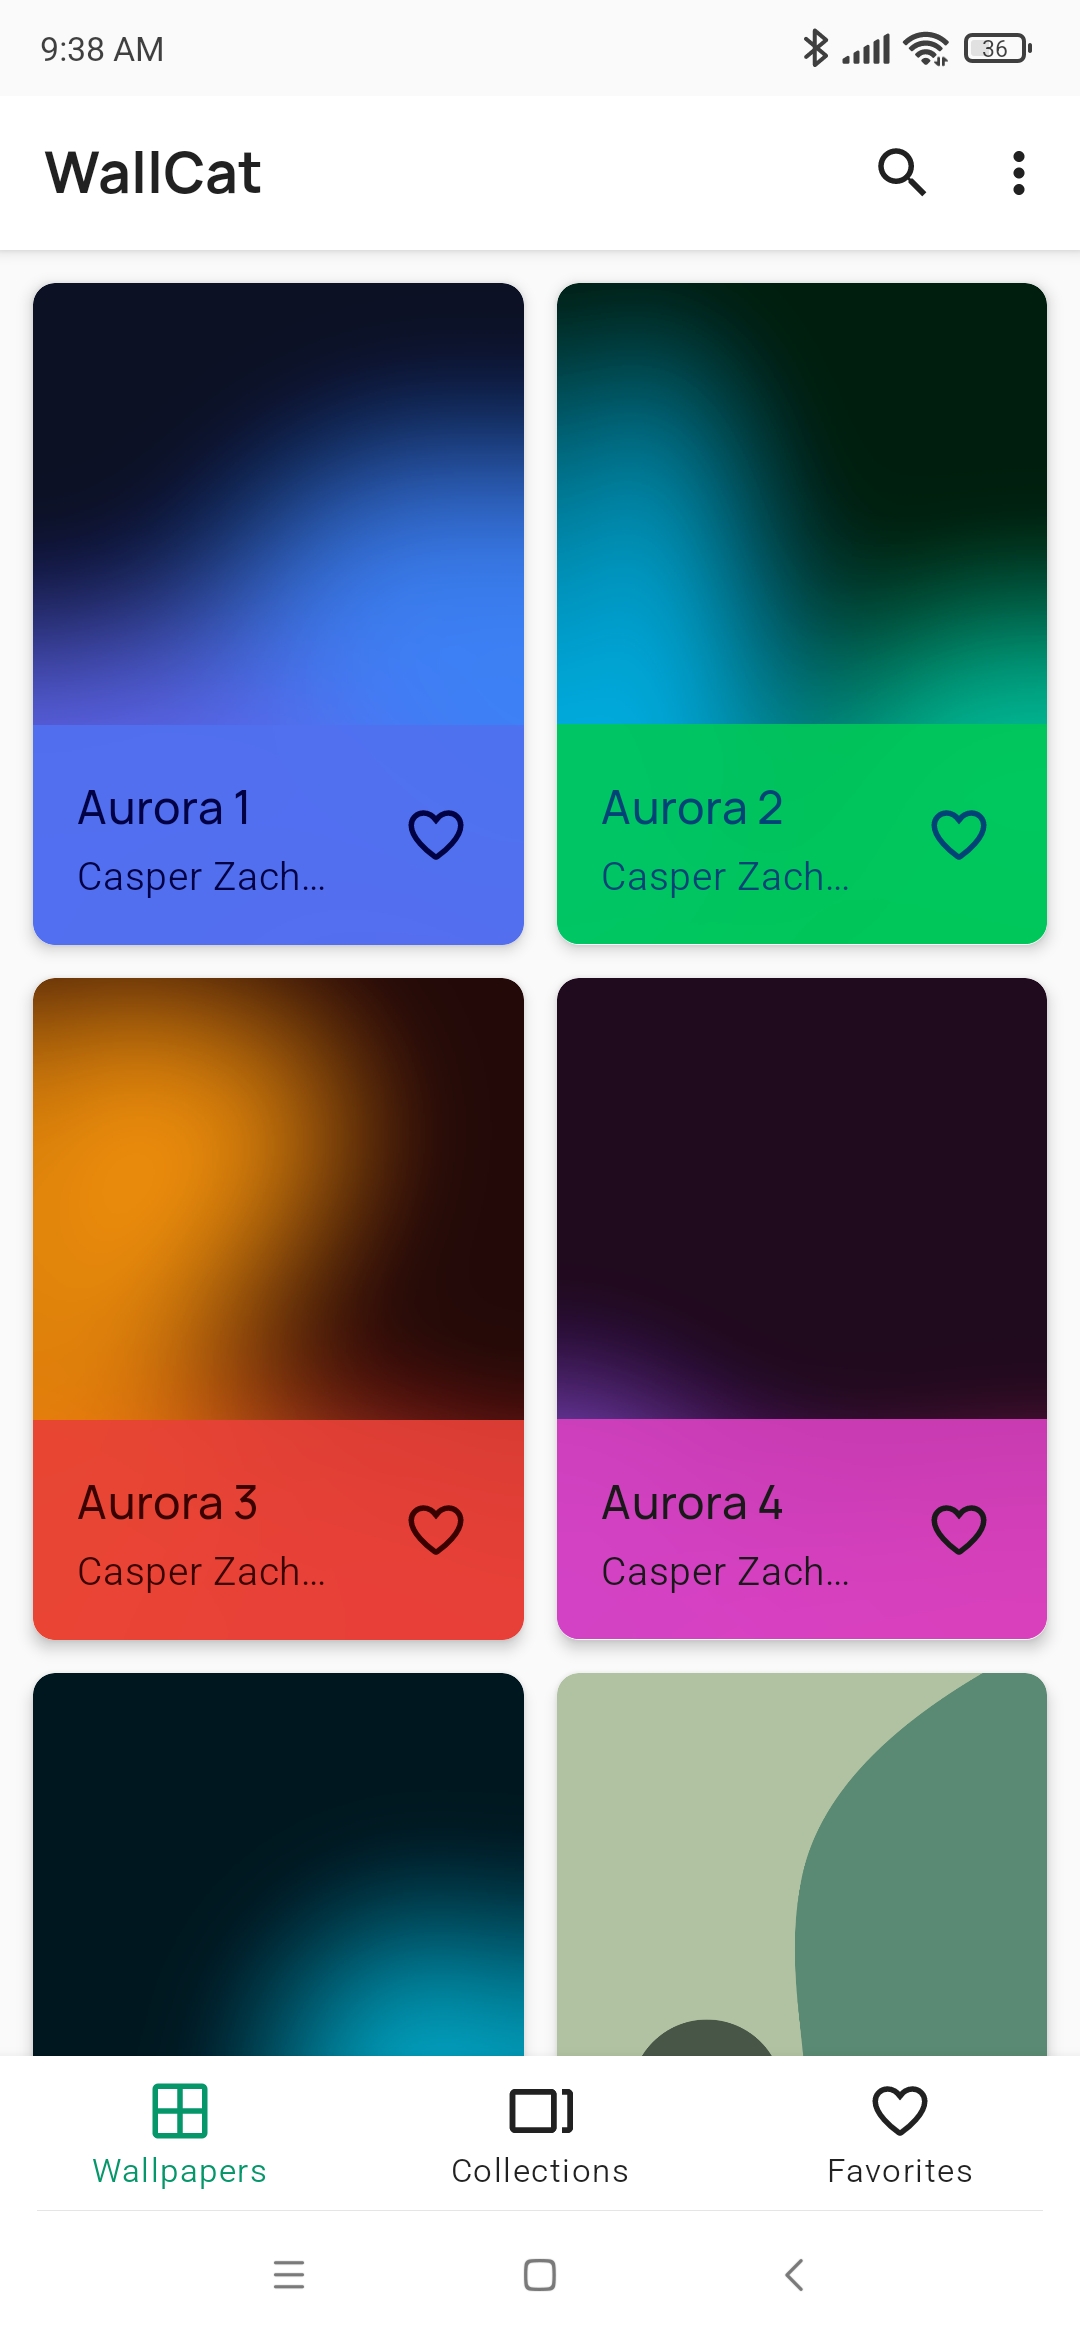 9:38 AM
36
WallCat
Aurora 1
Casper Zach...
Aurora 2
Casper Zach...
Aurora 3
Casper Zach...
Aurora 4
Casper Zach...
Wallpapers
Collections
Favorites